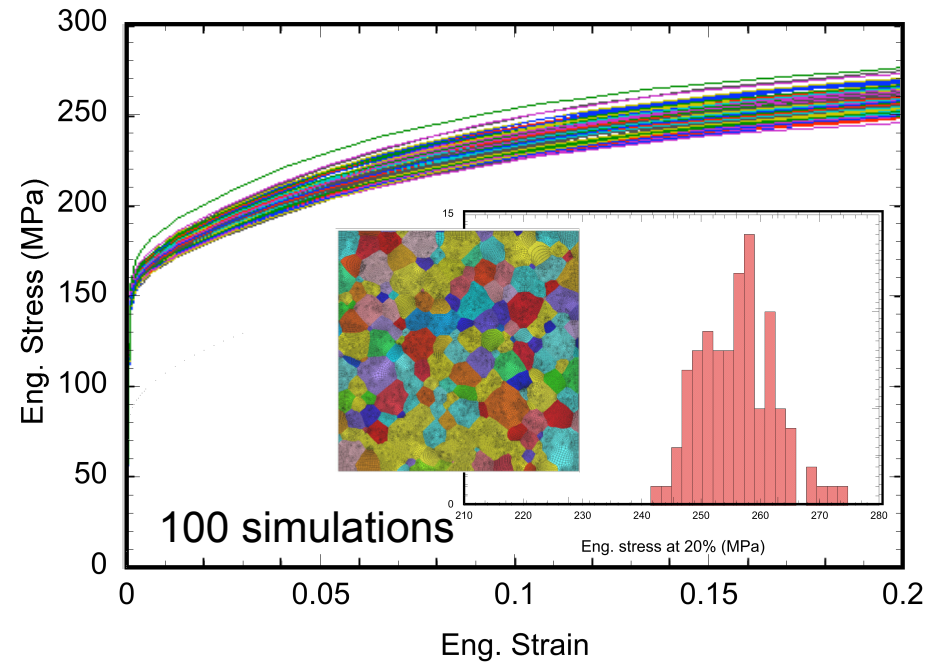 300
250
200
150
100
50
0
Eng. Stress (MPa)
15
0
210 220 230 240 250 260 270 280
Eng. stress at 20% (MPa)
100 simulations
0 0.05 0.1 0.15 0.2
Eng. Strain